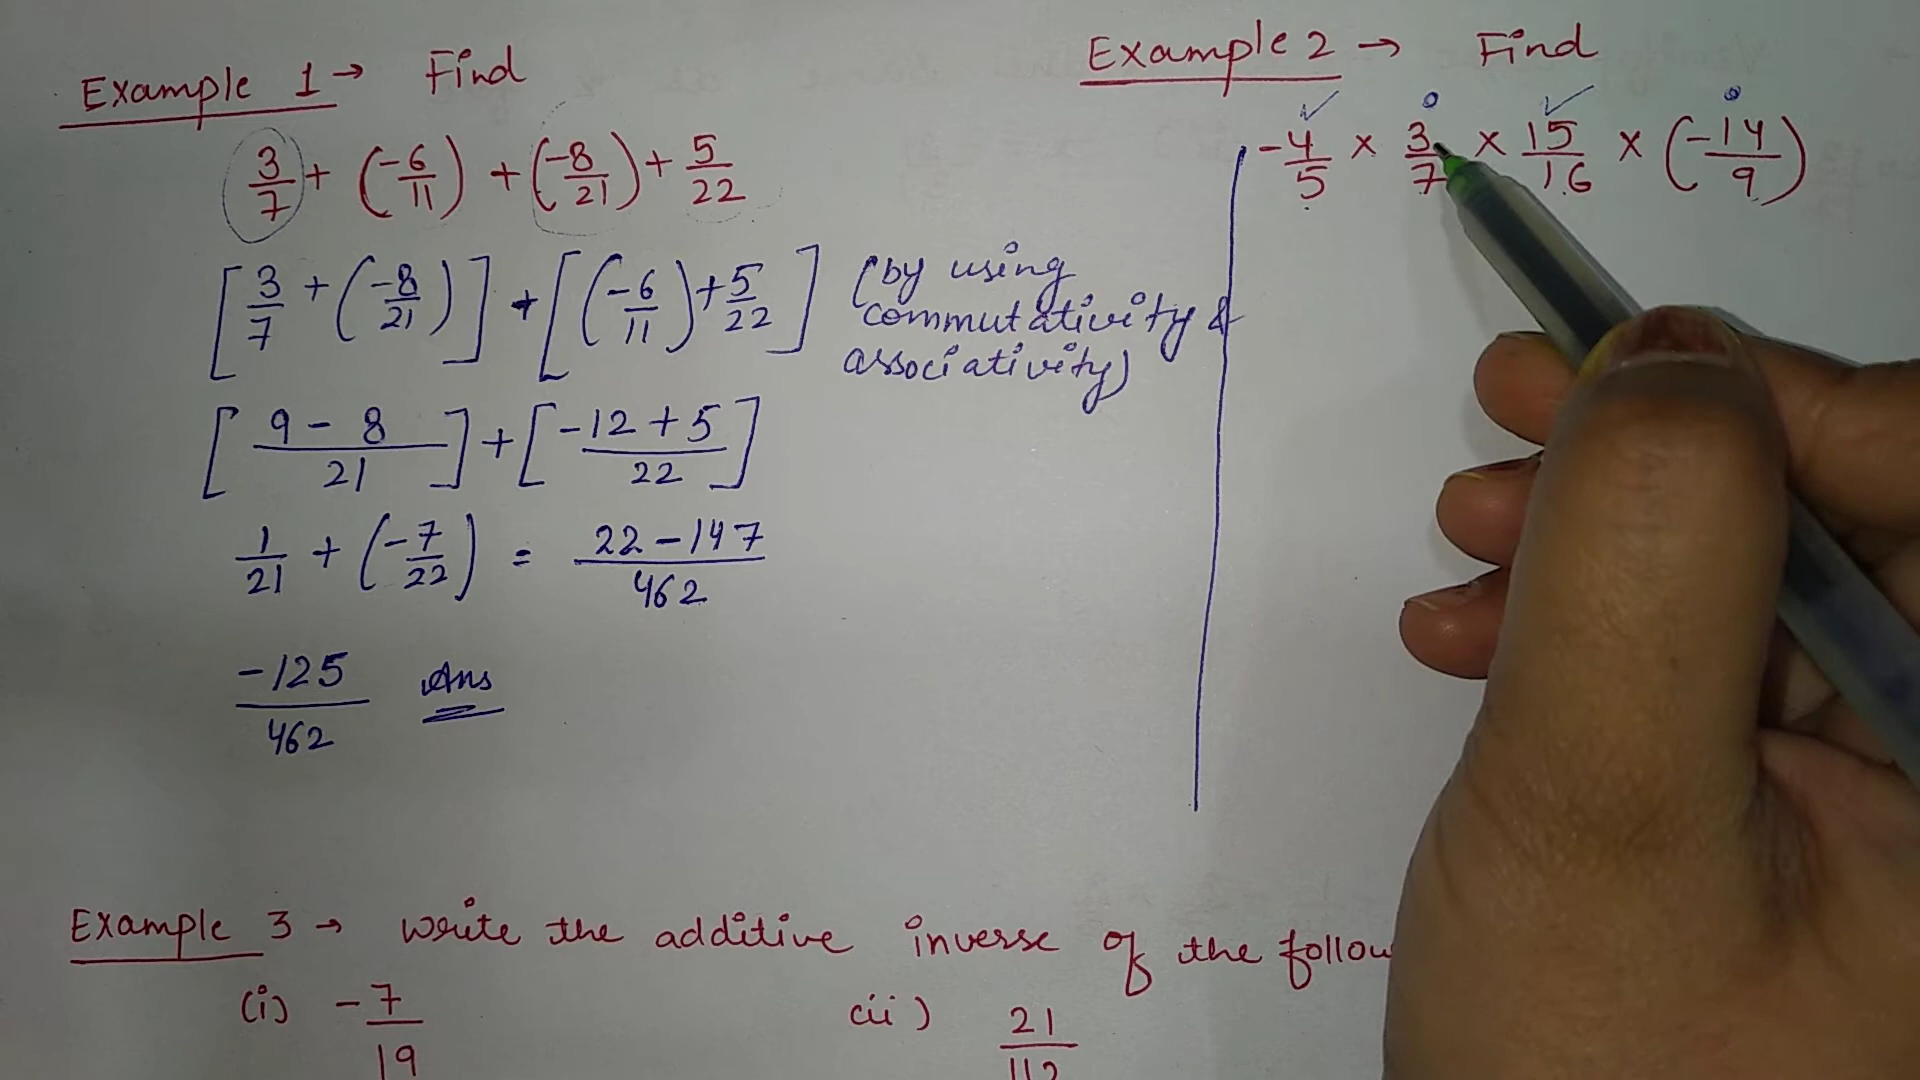 Example 1 → Find
3/7 + (-6/11) + (-8/21) + 5/22
[3/7 + (-8/21)] + [(-6/11) + 5/22] (by using commutativity & associativity)
[9 - 8 / 21] + [-12 + 5 / 22]
1/21 + (-7/22) = 22 - 147 / 462
-125/462 Ans
Example 2 → Find
-4/5 × 3/7 × 15/16 × (-14/9)
Example 3 → write the additive inverse of the follow
(i) -7/19 (ii) 21/112